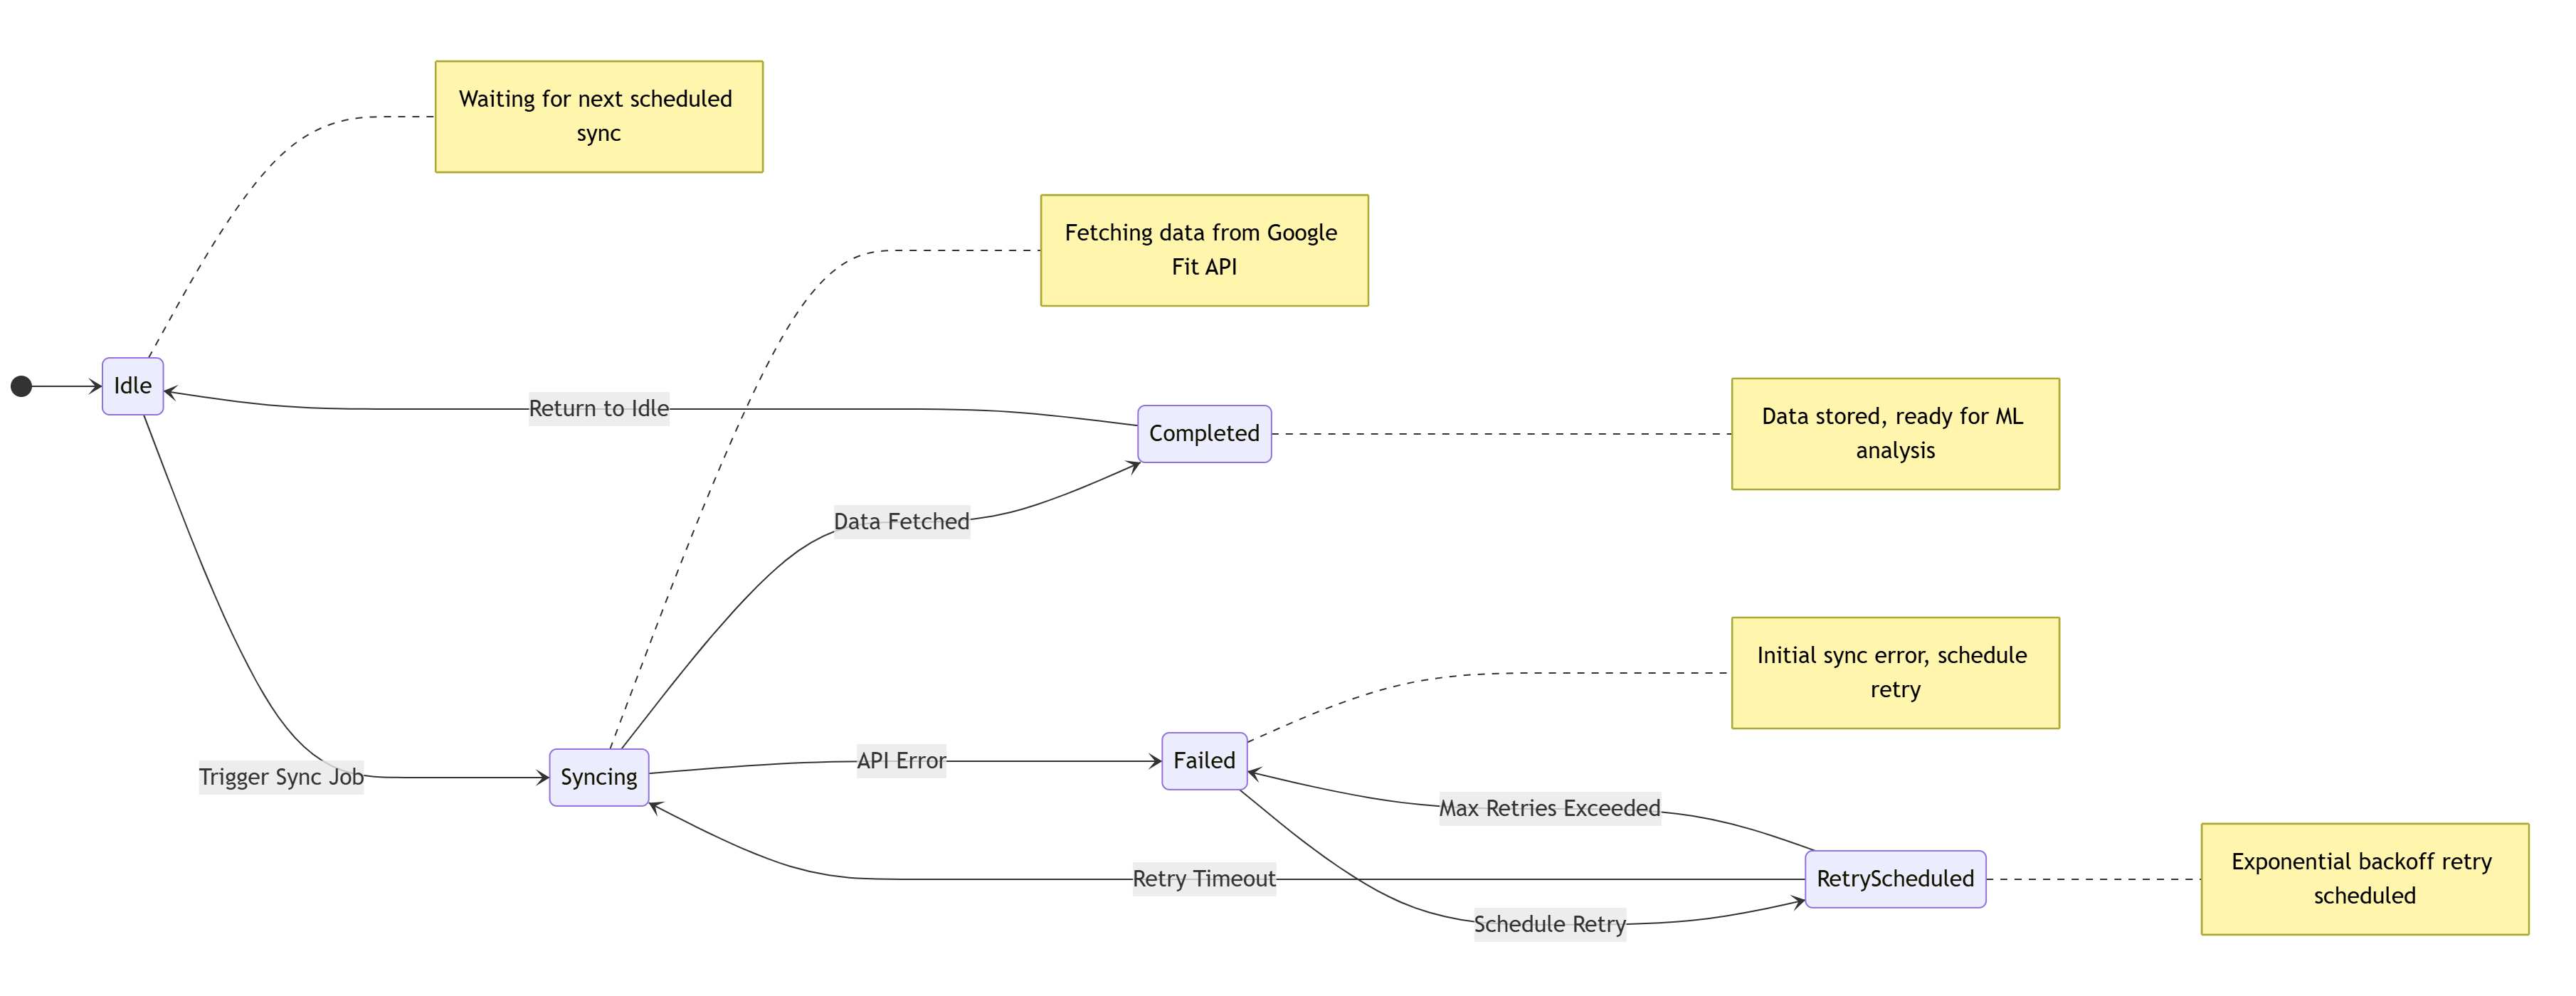 Waiting for next scheduled
sync
Fetching data from Google
Fit API
Idle
Return to Idle
Completed
Data stored, ready for ML
analysis
Data Fetched
Initial sync error, schedule
retry
Trigger Sync Job
Syncing
API Error
Failed
Max Retries Exceeded
Retry Timeout
RetryScheduled
Exponential backoff retry
scheduled
Schedule Retry